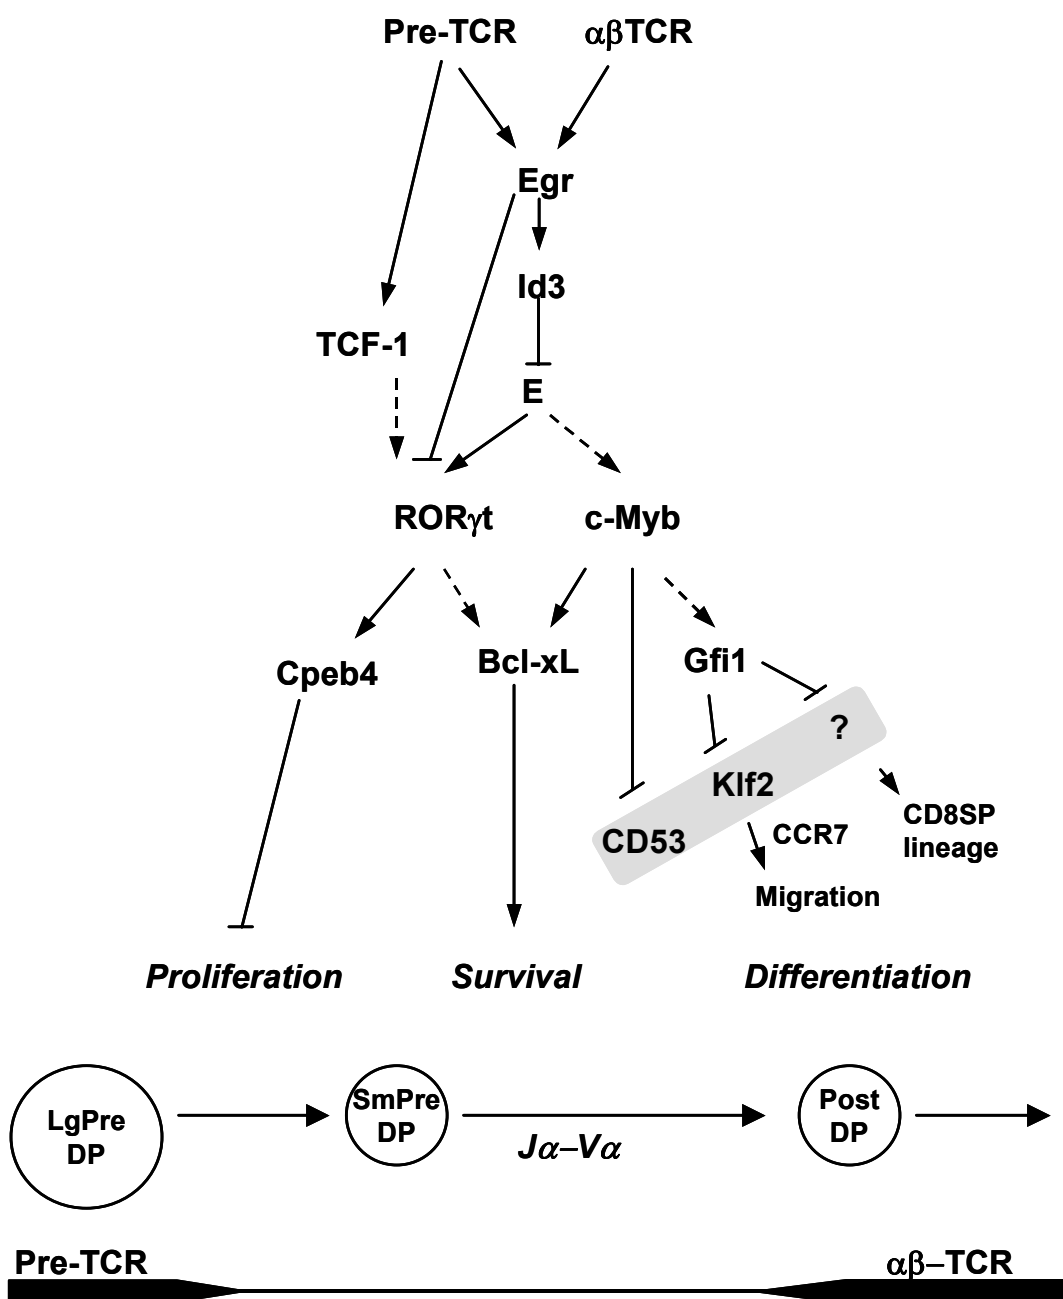 Pre-TCR
αβTCR
Egr
Id3
TCF-1
E
RORγt
c-Myb
Cpeb4
Bcl-xL
Gfi1
?
Klf2
CD53
CCR7
CD8SP
lineage
Migration
Proliferation
Survival
Differentiation
LgPre
DP
SmPre
DP
Jα–Vα
Post
DP
Pre-TCR
αβ–TCR